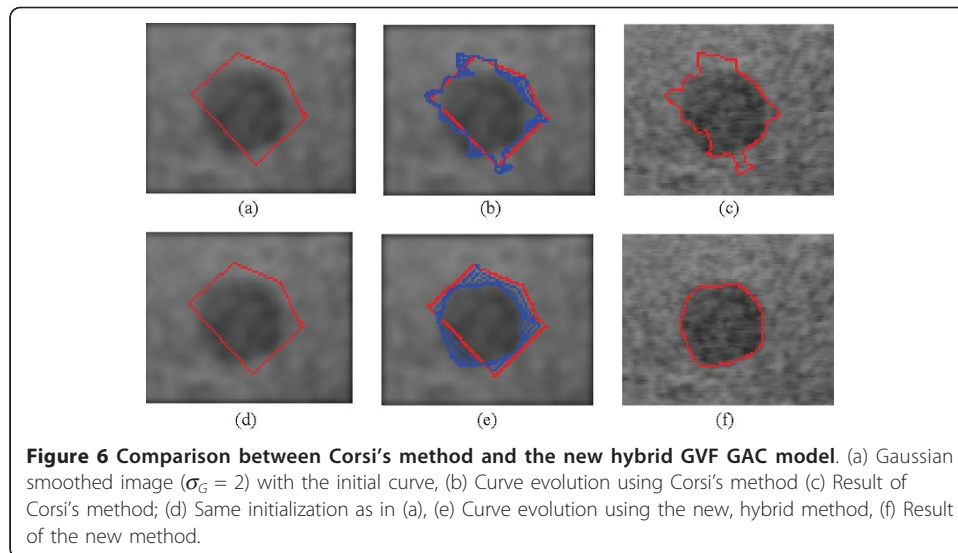 (a)
(b)
(c)
(d)
(e)
(f)
Figure 6 Comparison between Corsi's method and the new hybrid GVF GAC model. (a) Gaussian
smoothed image (σG = 2) with the initial curve, (b) Curve evolution using Corsi's method (c) Result of
Corsi's method; (d) Same initialization as in (a), (e) Curve evolution using the new, hybrid method, (f) Result
of the new method.